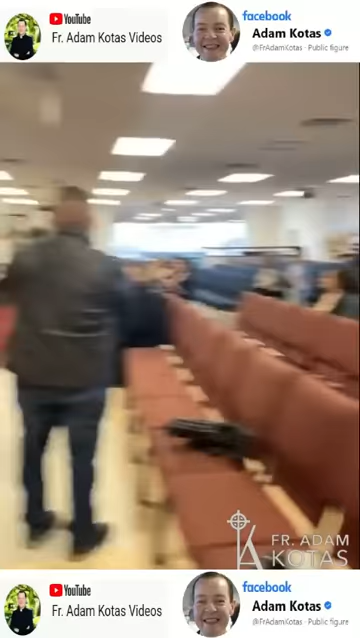 YouTube
Fr. Adam Kotas Videos
facebook
Adam Kotas
@FrAdamKotas · Public figure
FR. ADAM
KOTAS
YouTube
Fr. Adam Kotas Videos
facebook
Adam Kotas
@FrAdamKotas · Public figure